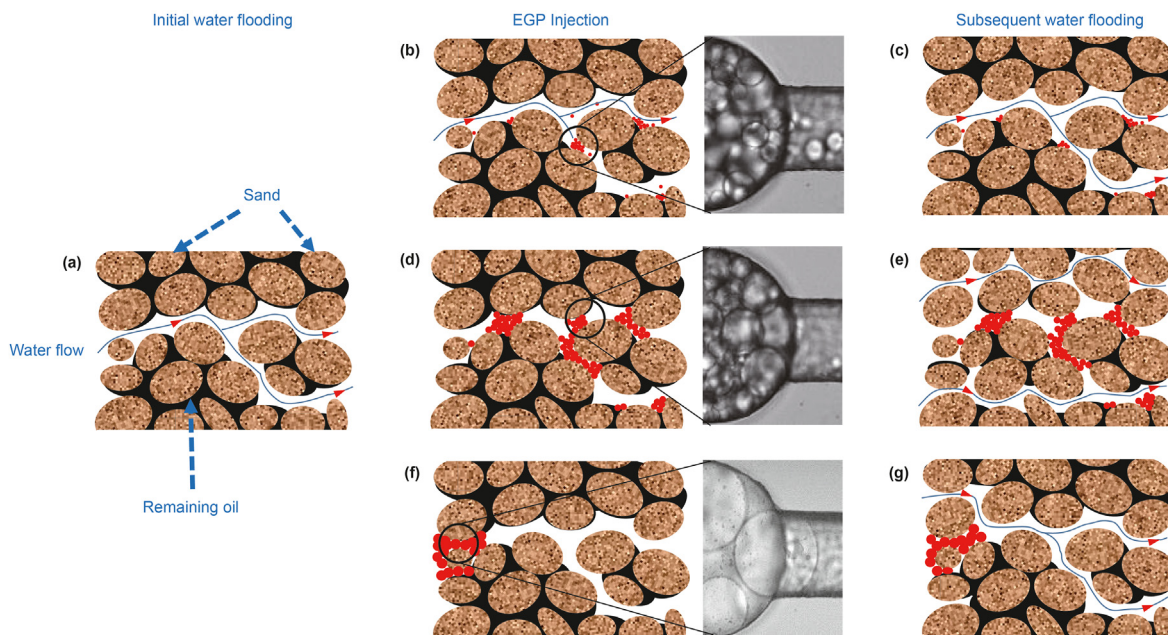 Initial water flooding
EGP Injection
Subsequent water flooding
(b)
(c)
Sand
(a)
(d)
(e)
Water flow
(f)
(g)
Remaining oil